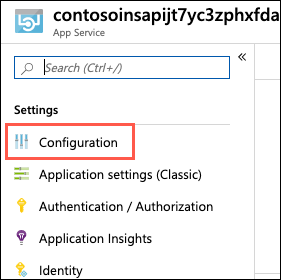 contosoinsapijt7yc3zphxfda
App Service
Search (Ctrl+/)
«
Settings
Configuration
Application settings (Classic)
Authentication / Authorization
Application Insights
Identity